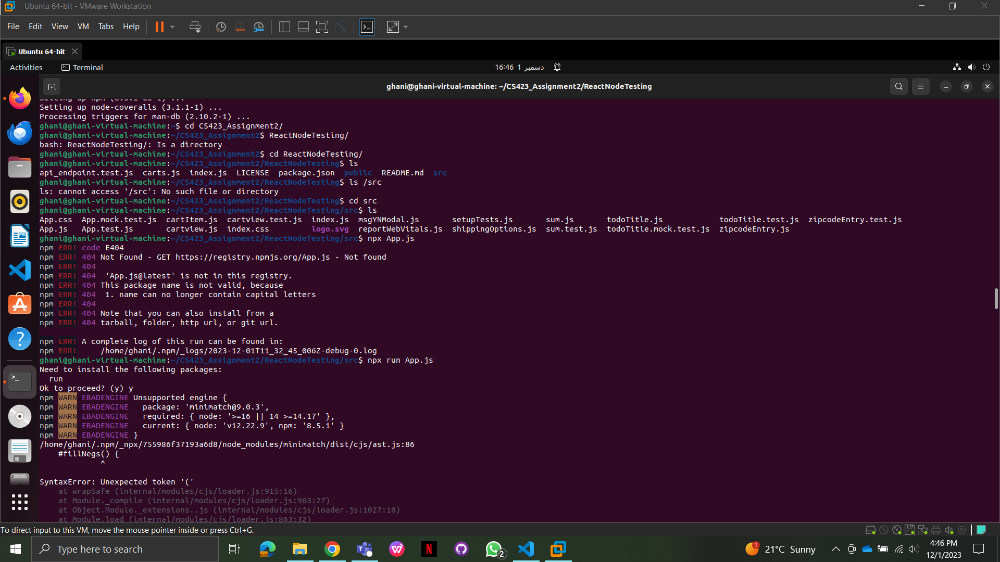 Ubuntu 64-bit - VMware Workstation
File Edit View VM Tabs Help
Ubuntu 64-bit
Activities Terminal 16:46 1 دسمبر
ghani@ghani-virtual-machine: ~/CS423_Assignment2/ReactNodeTesting
Setting up node-coveralls (3.1.1-1) ...
Processing triggers for man-db (2.10.2-1) ...
ghani@ghani-virtual-machine:~$ cd CS423_Assignment2/
ghani@ghani-virtual-machine:~/CS423_Assignment2$ ReactNodeTesting/
bash: ReactNodeTesting/: Is a directory
ghani@ghani-virtual-machine:~/CS423_Assignment2$ cd ReactNodeTesting/
ghani@ghani-virtual-machine:~/CS423_Assignment2/ReactNodeTesting$ ls
api_endpoint.test.js carts.js index.js LICENSE package.json public README.md src
ghani@ghani-virtual-machine:~/CS423_Assignment2/ReactNodeTesting$ ls /src
ls: cannot access '/src': No such file or directory
ghani@ghani-virtual-machine:~/CS423_Assignment2/ReactNodeTesting$ cd src
ghani@ghani-virtual-machine:~/CS423_Assignment2/ReactNodeTesting/src$ ls
App.css App.mock.test.js cartItem.js cartview.test.js index.js msgYNModal.js setupTests.js sum.js todoTitle.js todoTitle.test.js zipcodeEntry.test.js
App.js App.test.js cartview.js index.css logo.svg reportWebVitals.js shippingOptions.js sum.test.js todoTitle.mock.test.js zipcodeEntry.js
ghani@ghani-virtual-machine:~/CS423_Assignment2/ReactNodeTesting/src$ npx App.js
npm ERR! code E404
npm ERR! 404 Not Found - GET https://registry.npmjs.org/App.js - Not found
npm ERR! 404
npm ERR! 404 'App.js@latest' is not in this registry.
npm ERR! 404 This package name is not valid, because
npm ERR! 404 1. name can no longer contain capital letters
npm ERR! 404
npm ERR! 404 Note that you can also install from a
npm ERR! 404 tarball, folder, http url, or git url.
npm ERR! A complete log of this run can be found in:
npm ERR! /home/ghani/.npm/_logs/2023-12-01T11_32_45_006Z-debug-0.log
ghani@ghani-virtual-machine:~/CS423_Assignment2/ReactNodeTesting/src$ npx run App.js
Need to install the following packages:
run
Ok to proceed? (y) y
npm WARN EBADENGINE Unsupported engine {
npm WARN EBADENGINE package: 'minimatch@9.0.3',
npm WARN EBADENGINE required: { node: '>=16 || 14 >=14.17' },
npm WARN EBADENGINE current: { node: 'v12.22.9', npm: '8.5.1' }
npm WARN EBADENGINE }
/home/ghani/.npm/_npx/755986f37193a6d8/node_modules/minimatch/dist/cjs/ast.js:86
#fillNegs() {
^
SyntaxError: Unexpected token '('
at wrapSafe (internal/modules/cjs/loader.js:915:16)
at Module._compile (internal/modules/cjs/loader.js:963:27)
at Object.Module._extensions..js (internal/modules/cjs/loader.js:1027:10)
at Module.load (internal/modules/cjs/loader.js:863:32)
To direct input to this VM, move the mouse pointer inside or press Ctrl+G.
Type here to search
2
1
21°C Sunny
4:46 PM
12/1/2023